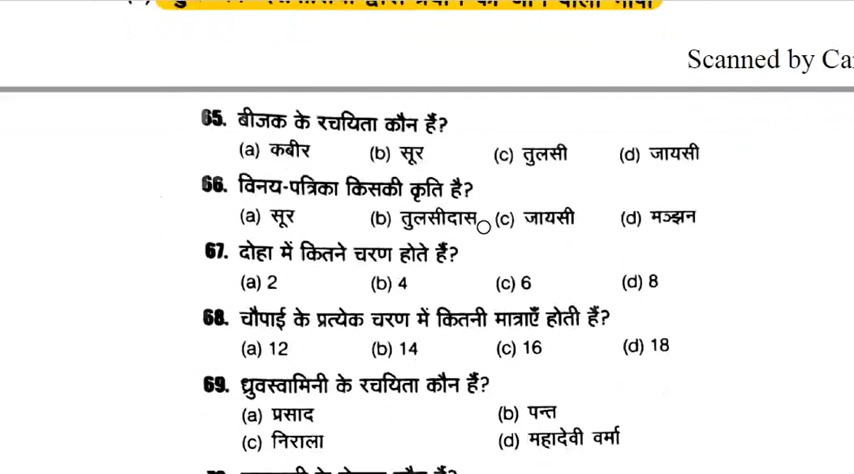 Scanned by Ca
65. बीजक के रचयिता कौन हैं?
(a) कबीर (b) सूर (c) तुलसी (d) जायसी
66. विनय-पत्रिका किसकी कृति है?
(a) सूर (b) तुलसीदास (c) जायसी (d) मञ्झन
67. दोहा में कितने चरण होते हैं?
(a) 2 (b) 4 (c) 6 (d) 8
68. चौपाई के प्रत्येक चरण में कितनी मात्राएँ होती हैं?
(a) 12 (b) 14 (c) 16 (d) 18
69. ध्रुवस्वामिनी के रचयिता कौन हैं?
(a) प्रसाद (b) पन्त
(c) निराला (d) महादेवी वर्मा